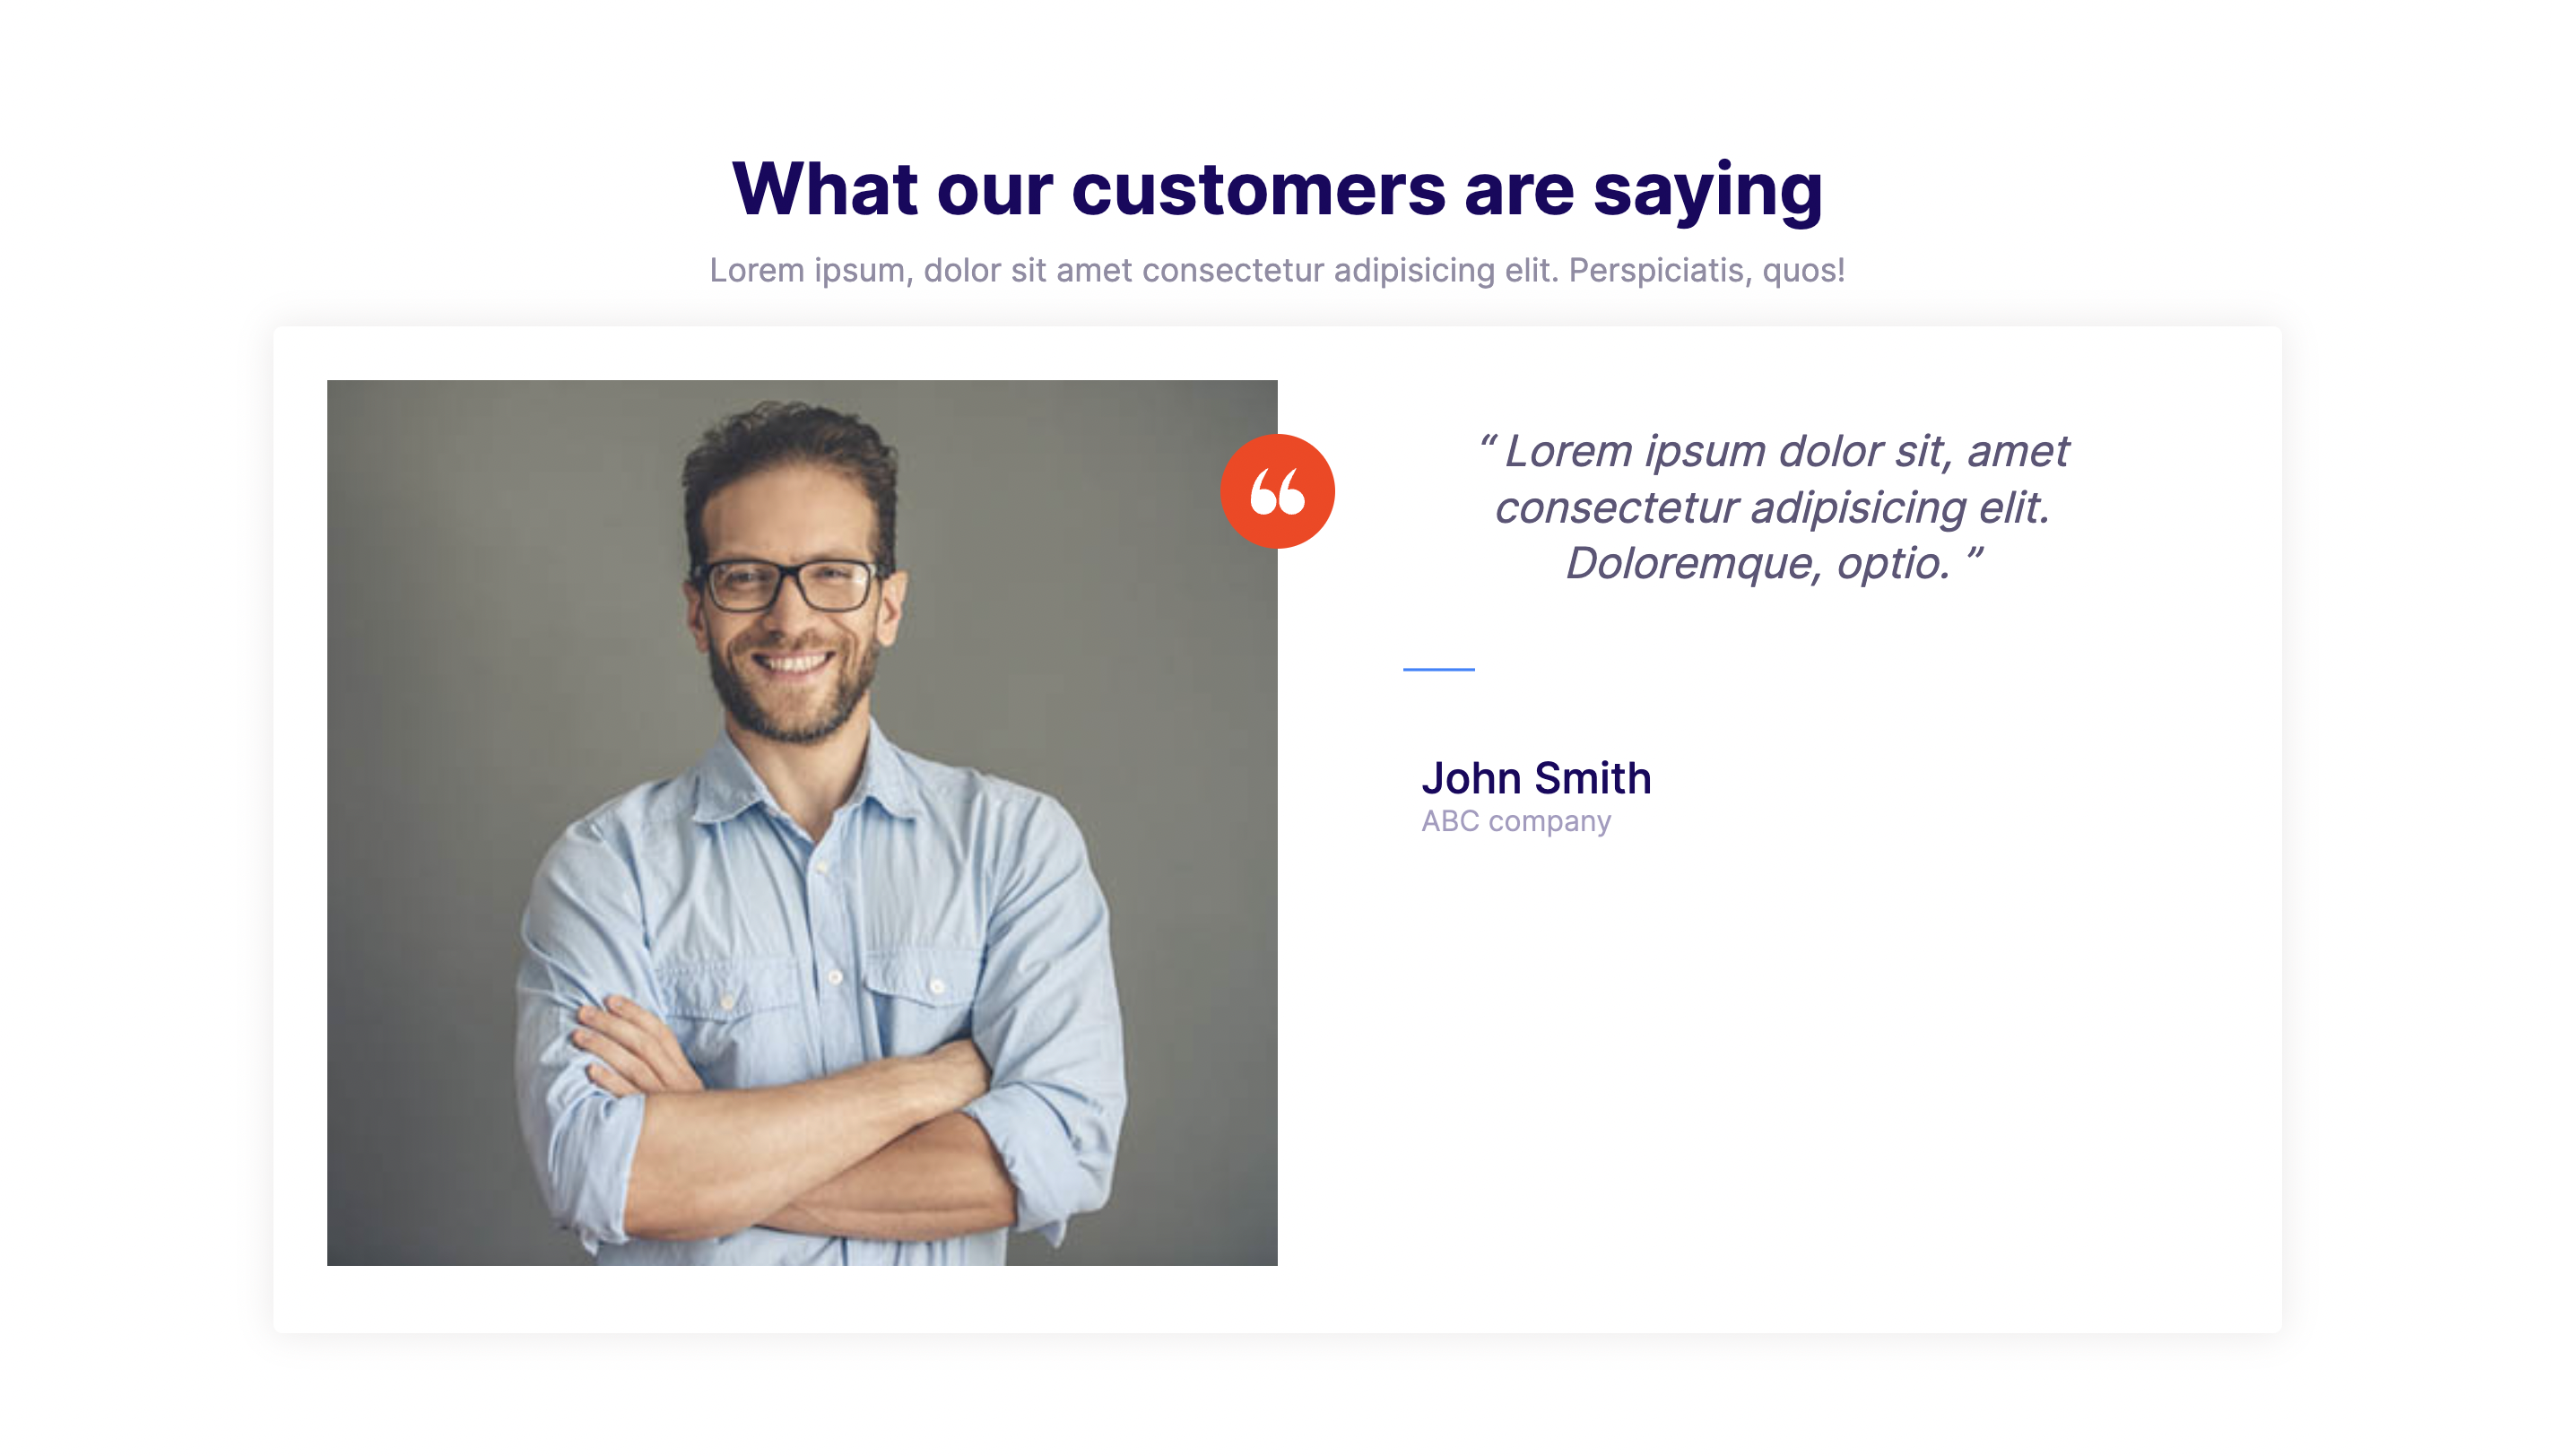 What our customers are saying
Lorem ipsum, dolor sit amet consectetur adipisicing elit. Perspiciatis, quos!
“
“ Lorem ipsum dolor sit, amet
consectetur adipisicing elit.
Doloremque, optio. ”
John Smith
ABC company